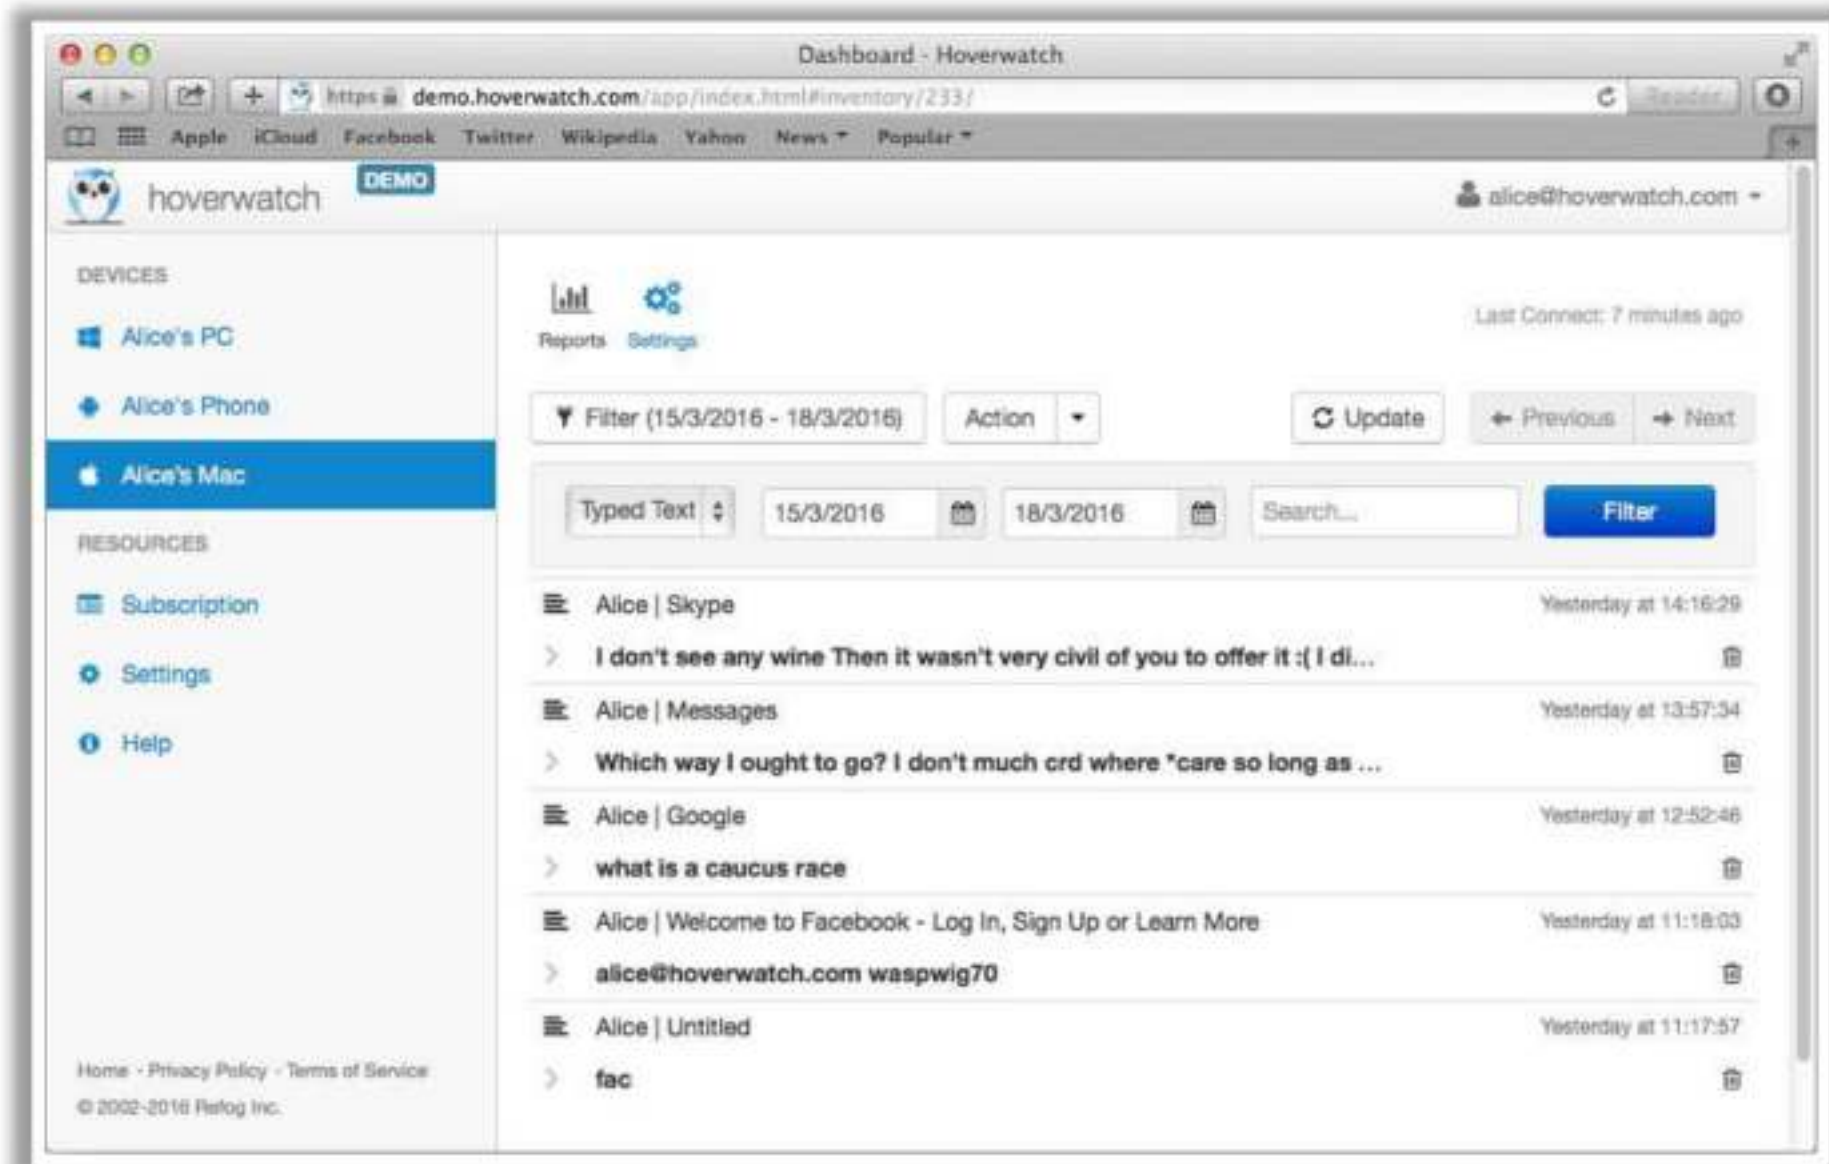 Dashboard - Hoverwatch
https demo.hoverwatch.com/app/index.html#inventory/233/
Reader
Apple iCloud Facebook Twitter Wikipedia Yahoo News Popular
hoverwatch DEMO
alice@hoverwatch.com
DEVICES
Alice's PC
Alice's Phone
Alice's Mac
RESOURCES
Subscription
Settings
Help
Home - Privacy Policy - Terms of Service
© 2002-2016 Refog Inc.
Reports Settings
Last Connect: 7 minutes ago
Filter (15/3/2016 - 18/3/2016) Action Update Previous Next
Typed Text 15/3/2016 18/3/2016 Search... Filter
Alice | Skype Yesterday at 14:16:29
I don't see any wine Then it wasn't very civil of you to offer it :( I di...
Alice | Messages Yesterday at 13:57:34
Which way I ought to go? I don't much crd where *care so long as ...
Alice | Google Yesterday at 12:52:46
what is a caucus race
Alice | Welcome to Facebook - Log In, Sign Up or Learn More Yesterday at 11:18:03
alice@hoverwatch.com waspwig70
Alice | Untitled Yesterday at 11:17:57
fac